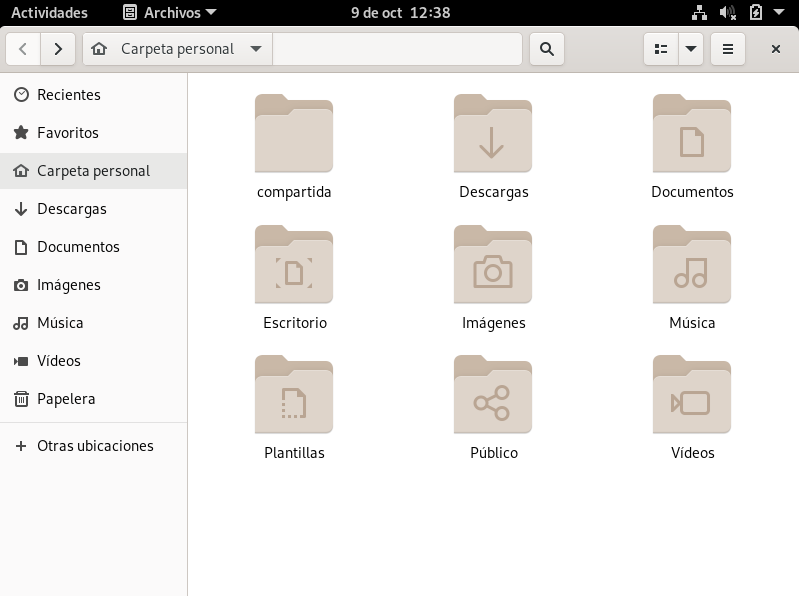 Actividades
Archivos
9 de oct 12:38
Carpeta personal
Recientes
Favoritos
Carpeta personal
Descargas
Documentos
Imágenes
Música
Vídeos
Papelera
Otras ubicaciones
compartida
Descargas
Documentos
Escritorio
Imágenes
Música
Plantillas
Público
Vídeos